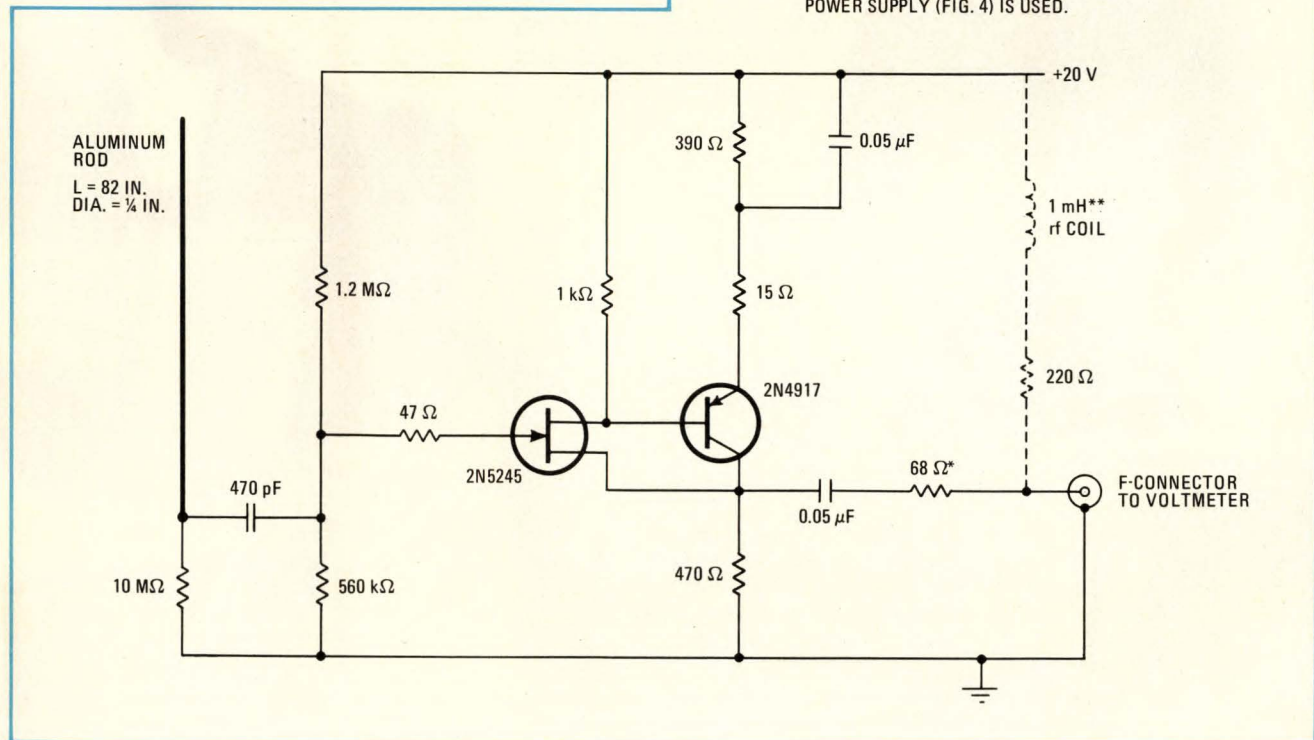 POWER SUPPLY (FIG. 4) IS USED.
+20 V
ALUMINUM
ROD
L = 82 IN.
DIA. = ¼ IN.
390 Ω
0.05 µF
1 mH**
rf COIL
1.2 MΩ
1 kΩ
15 Ω
220 Ω
2N4917
47 Ω
2N5245
68 Ω*
F-CONNECTOR
TO VOLTMETER
470 pF
0.05 µF
10 MΩ
560 kΩ
470 Ω